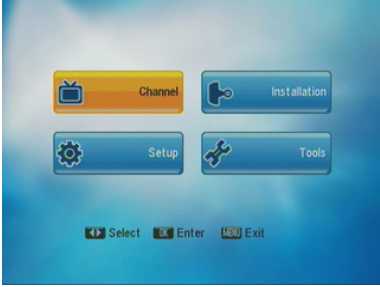 Channel
Installation
Setup
Tools
Select OK Enter MENU Exit